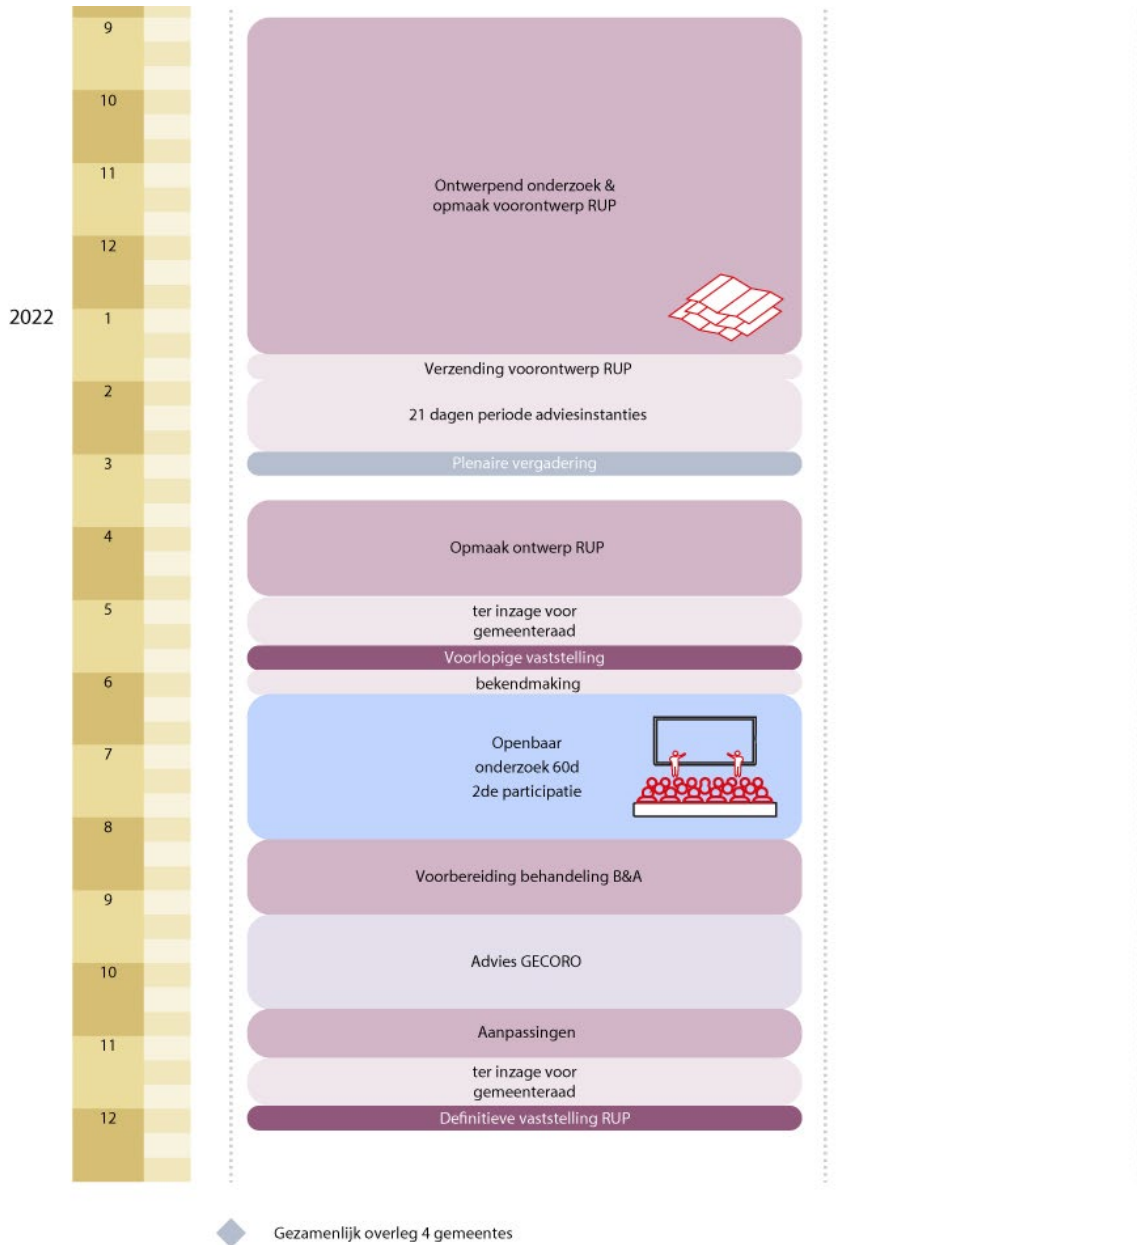 9
10
11
Ontwerpend onderzoek &
opmaak voorontwerp RUP
12
2022
1
Verzending voorontwerp RUP
2
21 dagen periode adviesinstanties
3
Plenaire vergadering
4
Opmaak ontwerp RUP
5
ter inzage voor
gemeenteraad
Voorlopige vaststelling
6
bekendmaking
Openbaar
7
onderzoek 60d
2de participatie
8
Voorbereiding behandeling B&A
9
Advies GECORO
10
Aanpassingen
11
ter inzage voor
gemeenteraad
12
Definitieve vaststelling RUP
Gezamenlijk overleg 4 gemeentes